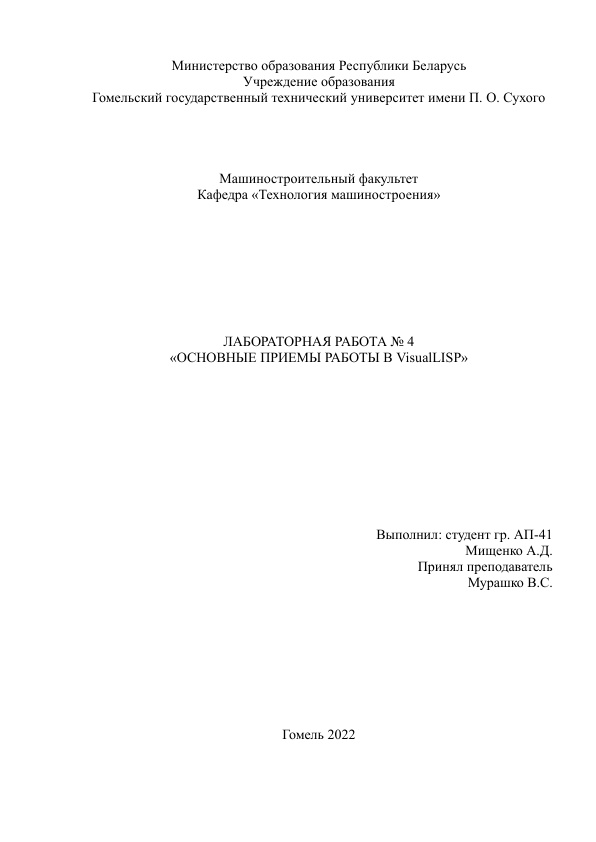 Министерство образования Республики Беларусь
Учреждение образования
Гомельский государственный технический университет имени П. О. Сухого
Машиностроительный факультет
Кафедра «Технология машиностроения»
ЛАБОРАТОРНАЯ РАБОТА № 4
«ОСНОВНЫЕ ПРИЕМЫ РАБОТЫ В VisualLISP»
Выполнил: студент гр. АП-41
Мищенко А.Д.
Принял преподаватель
Мурашко В.С.
Гомель 2022